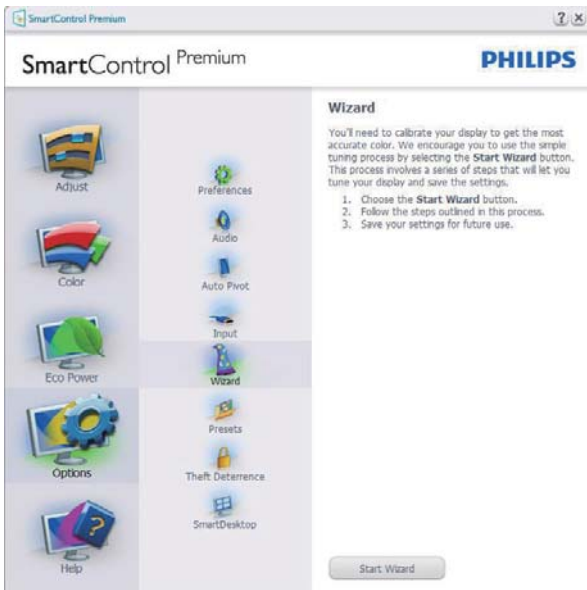 SmartControl Premium
? x
SmartControl Premium
PHILIPS
Adjust
Color
Eco Power
Options
Help
Preferences
Audio
Auto Pivot
Input
Wizard
Presets
Theft Deterrence
SmartDesktop
Wizard
You'll need to calibrate your display to get the most
accurate color. We encourage you to use the simple
tuning process by selecting the Start Wizard button.
This process involves a series of steps that will let you
tune your display and save the settings.
1. Choose the Start Wizard button.
2. Follow the steps outlined in this process.
3. Save your settings for future use.
Start Wizard